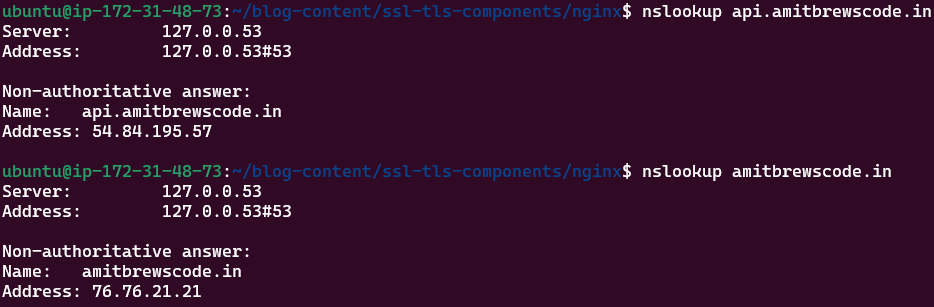 ubuntu@ip-172-31-48-73:~/blog-content/ssl-tls-components/nginx$ nslookup api.amitbrewscode.in
Server:         127.0.0.53
Address:        127.0.0.53#53

Non-authoritative answer:
Name:   api.amitbrewscode.in
Address: 54.84.195.57

ubuntu@ip-172-31-48-73:~/blog-content/ssl-tls-components/nginx$ nslookup amitbrewscode.in
Server:         127.0.0.53
Address:        127.0.0.53#53

Non-authoritative answer:
Name:   amitbrewscode.in
Address: 76.76.21.21